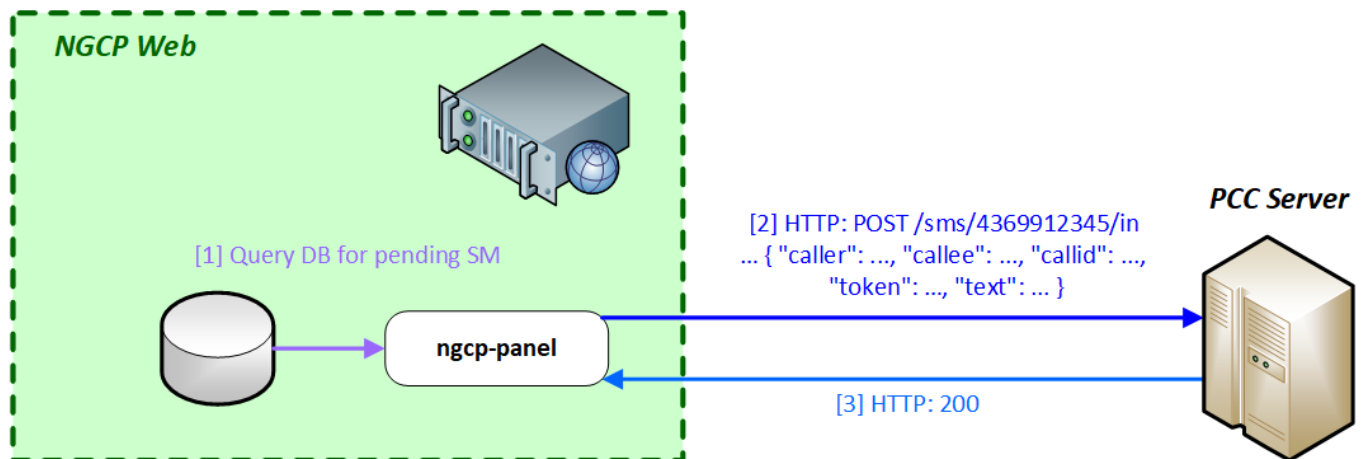 NGCP Web
PCC Server
[2] HTTP: POST /sms/4369912345/in
... { "caller": ..., "callee": ..., "callid": ...,
"token": ..., "text": ... }
[1] Query DB for pending SM
ngcp-panel
[3] HTTP: 200